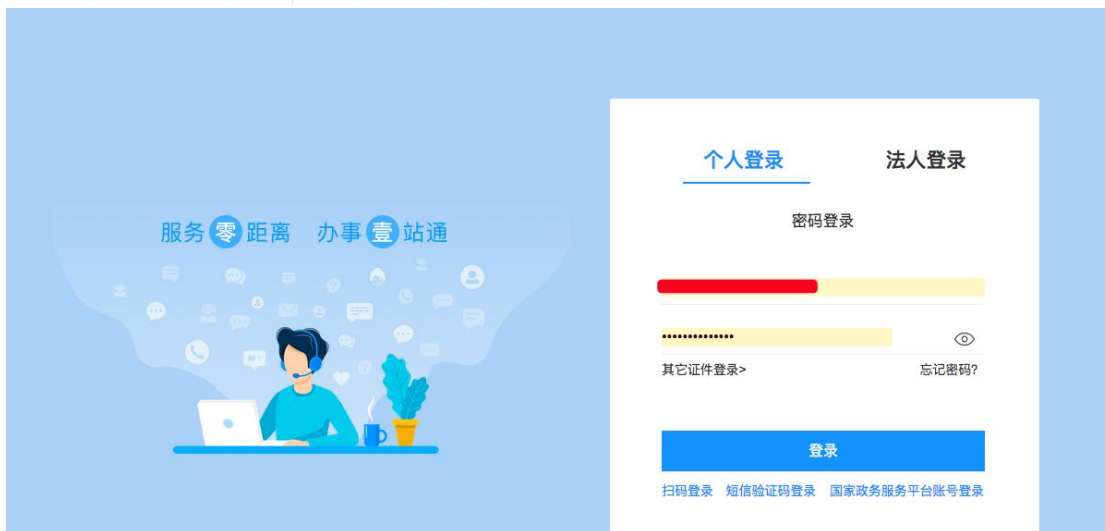 服务零距离 办事壹站通
个人登录 法人登录
密码登录
••••••••••••••
其它证件登录> 忘记密码?
登录
扫码登录 短信验证码登录 国家政务服务平台账号登录